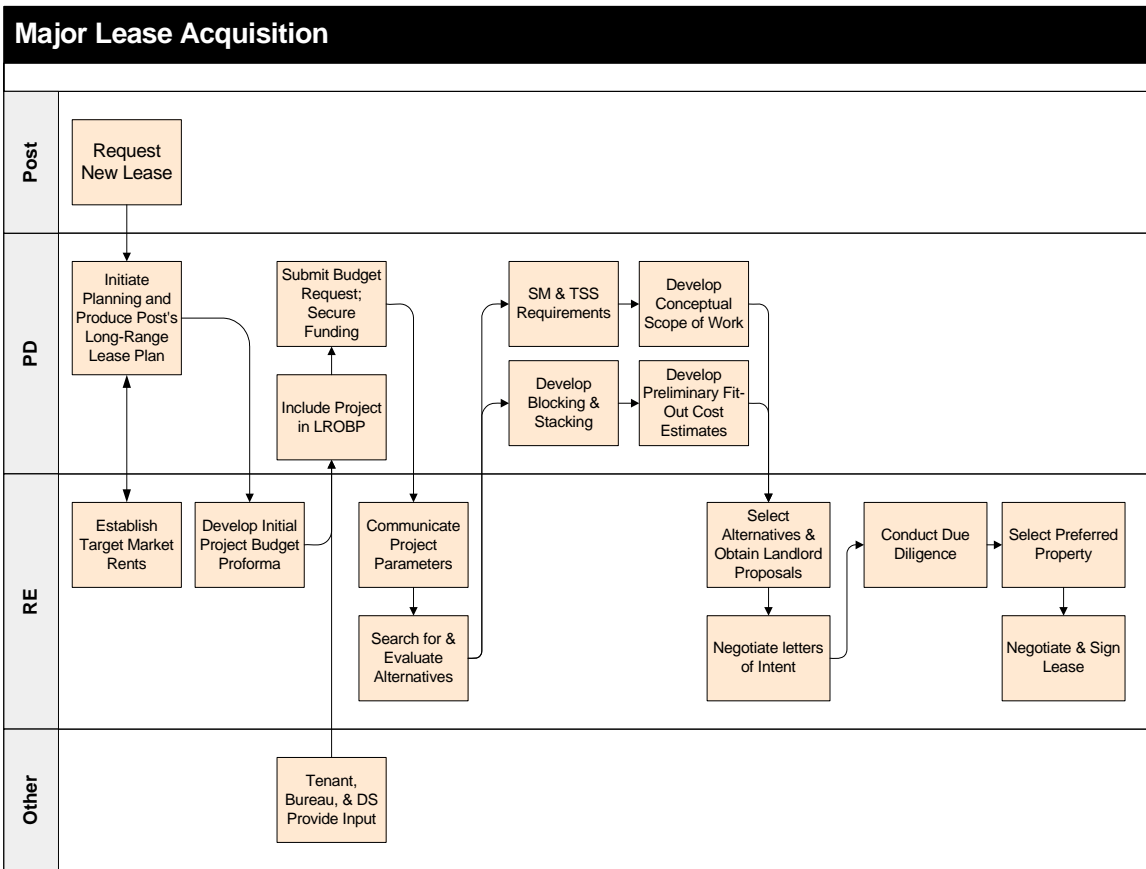 Major Lease Acquisition
Post
Request
New Lease
PD
Initiate
Planning and
Produce Post's
Long-Range
Lease Plan
Submit Budget
Request;
Secure
Funding
Include Project
in LROBP
SM & TSS
Requirements
Develop
Conceptual
Scope of Work
Develop
Blocking &
Stacking
Develop
Preliminary Fit-
Out Cost
Estimates
RE
Establish
Target Market
Rents
Develop Initial
Project Budget
Proforma
Communicate
Project
Parameters
Search for &
Evaluate
Alternatives
Select
Alternatives &
Obtain Landlord
Proposals
Negotiate letters
of Intent
Conduct Due
Diligence
Select Preferred
Property
Negotiate & Sign
Lease
Other
Tenant,
Bureau, & DS
Provide Input